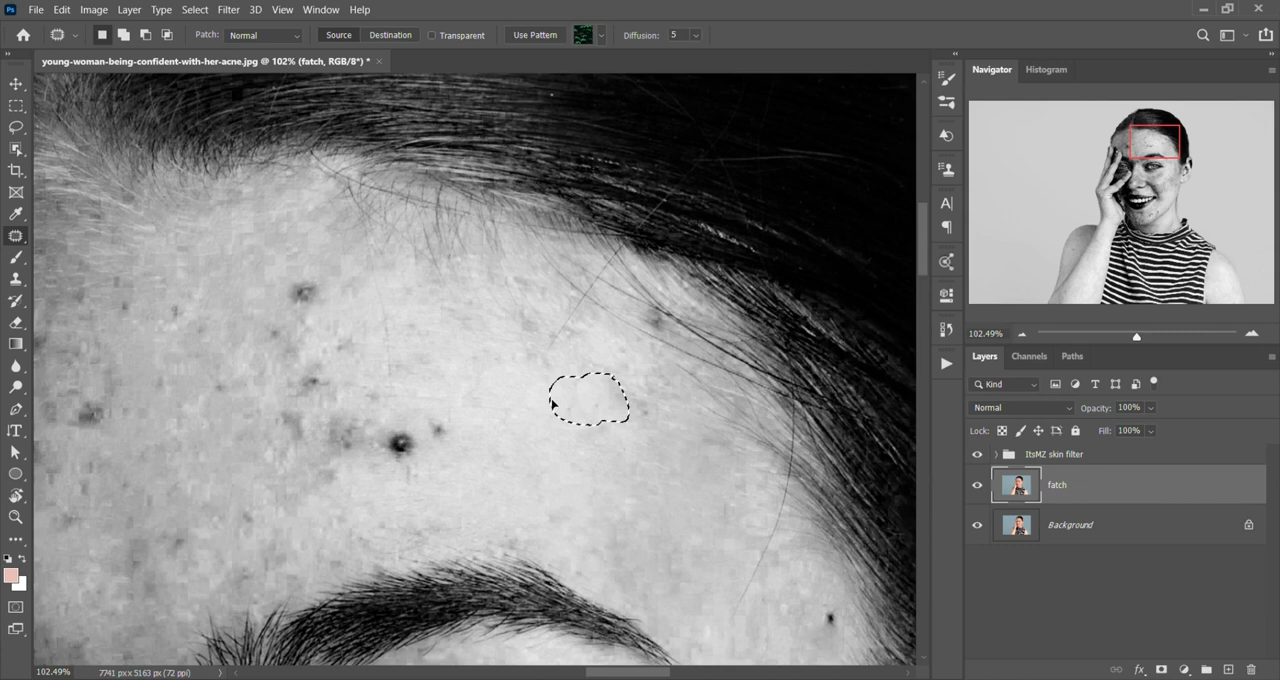 Ps File Edit Image Layer Type Select Filter 3D View Window Help
Patch: Normal Source Destination Transparent Use Pattern Diffusion: 5
young-woman-being-confident-with-her-acne.jpg @ 102% (fatch, RGB/8*) *
Navigator Histogram
102.49%
Layers Channels Paths
Kind
Normal Opacity: 100%
Lock: Fill: 100%
ItsMZ skin filter
fatch
Background
fx
102.49% 7741 px x 5163 px (72 ppi)